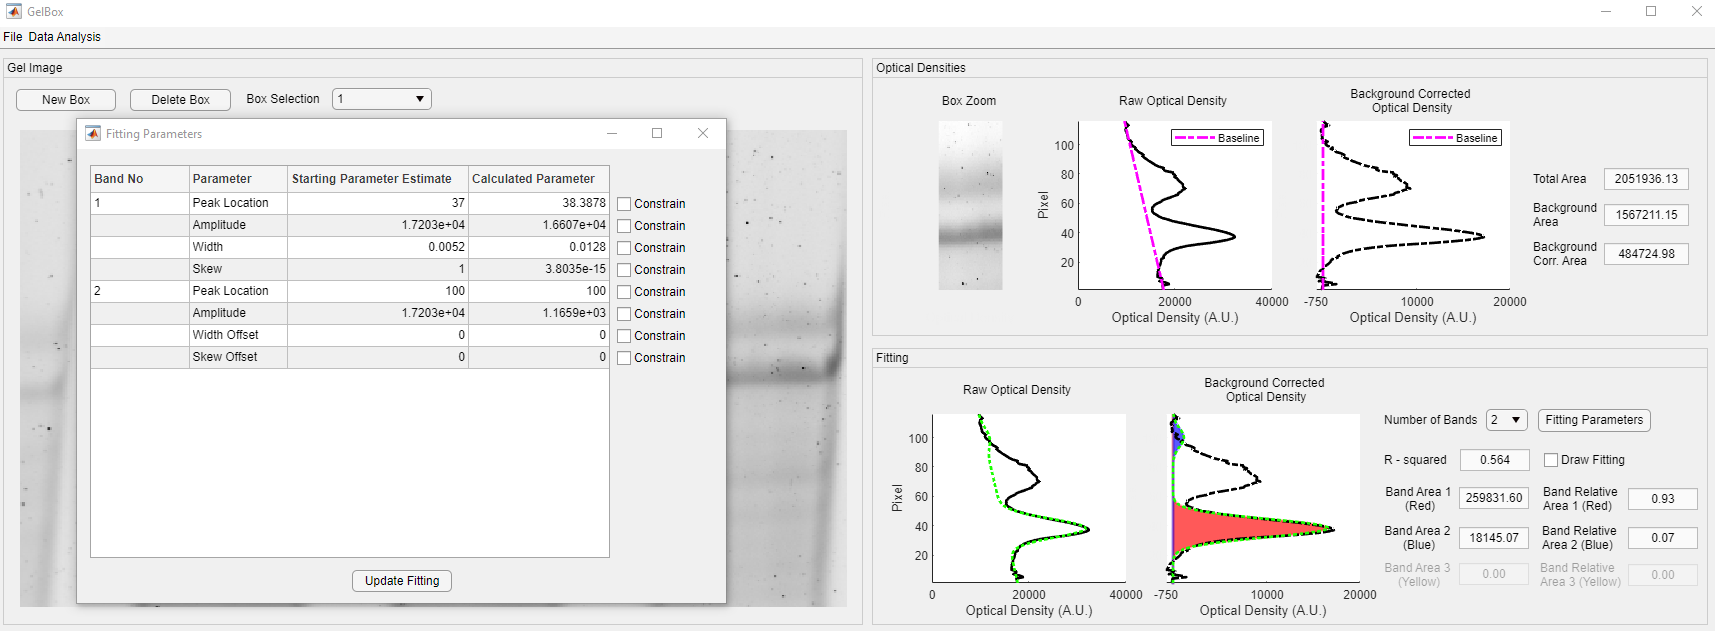 GelBox
File Data Analysis
Gel Image
New Box
Delete Box
Box Selection
1
Fitting Parameters
Band No Parameter Starting Parameter Estimate Calculated Parameter
1 Peak Location 37 38.3878 Constrain
Amplitude 1.7203e+04 1.6607e+04 Constrain
Width 0.0052 0.0128 Constrain
Skew 1 3.8035e-15 Constrain
2 Peak Location 100 100 Constrain
Amplitude 1.7203e+04 1.1659e+03 Constrain
Width Offset 0 0 Constrain
Skew Offset 0 0 Constrain
Update Fitting
Optical Densities
Box Zoom
Raw Optical Density
Baseline
100
80
60
40
20
Pixel
0 20000 40000
Optical Density (A.U.)
Background Corrected
Optical Density
Baseline
-750 10000 20000
Optical Density (A.U.)
Total Area 2051936.13
Background
Area
1567211.15
Background
Corr. Area
484724.98
Fitting
Raw Optical Density
100
80
60
40
20
Pixel
0 20000 40000
Optical Density (A.U.)
Background Corrected
Optical Density
-750 10000 20000
Optical Density (A.U.)
Number of Bands 2 Fitting Parameters
R - squared 0.564 Draw Fitting
Band Area 1
(Red)
259831.60
Band Relative
Area 1 (Red)
0.93
Band Area 2
(Blue)
18145.07
Band Relative
Area 2 (Blue)
0.07
Band Area 3
(Yellow)
0.00
Band Relative
Area 3 (Yellow)
0.00